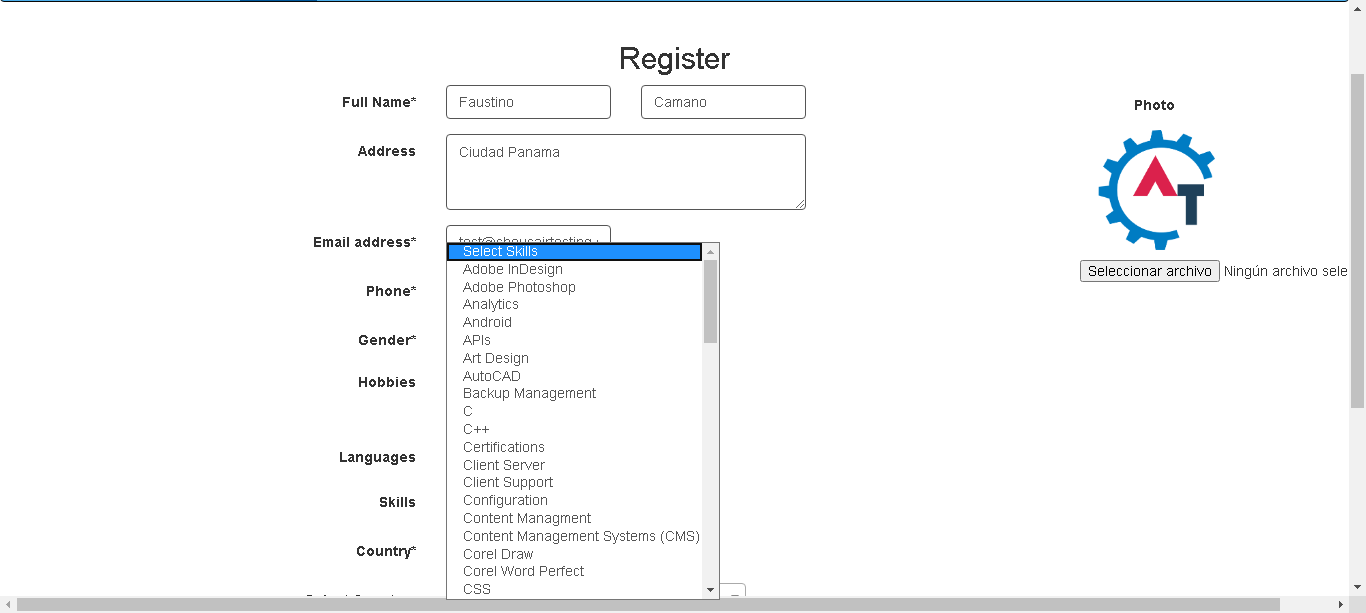 Register
Full Name*
Faustino
Camano
Photo
Address
Ciudad Panama
AT
Email address*
Seleccionar archivo
Ningún archivo sele
Phone*
Gender*
Hobbies
Languages
Skills
Country*
Select Skills
Adobe InDesign
Adobe Photoshop
Analytics
Android
APIs
Art Design
AutoCAD
Backup Management
C
C++
Certifications
Client Server
Client Support
Configuration
Content Managment
Content Management Systems (CMS)
Corel Draw
Corel Word Perfect
CSS